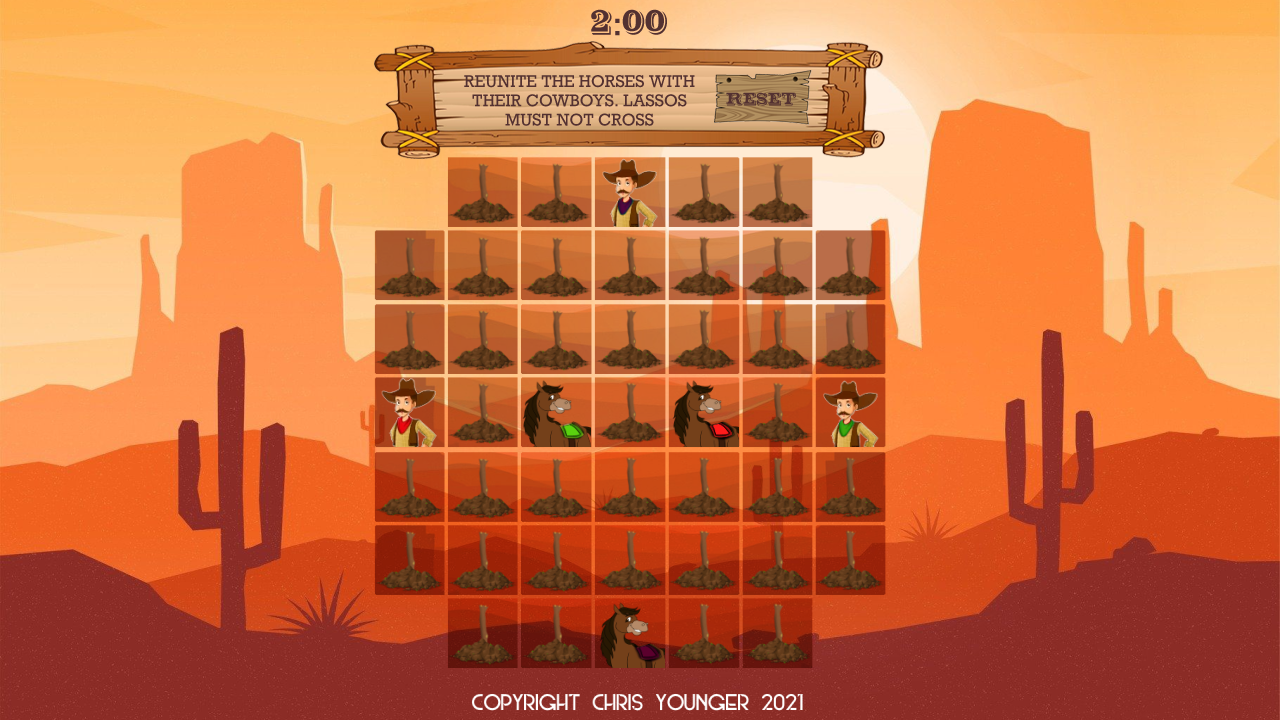 2:00
REUNITE THE HORSES WITH
THEIR COWBOYS. LASSOS
MUST NOT CROSS
RESET
COPYRIGHT CHRIS YOUNGER 2021